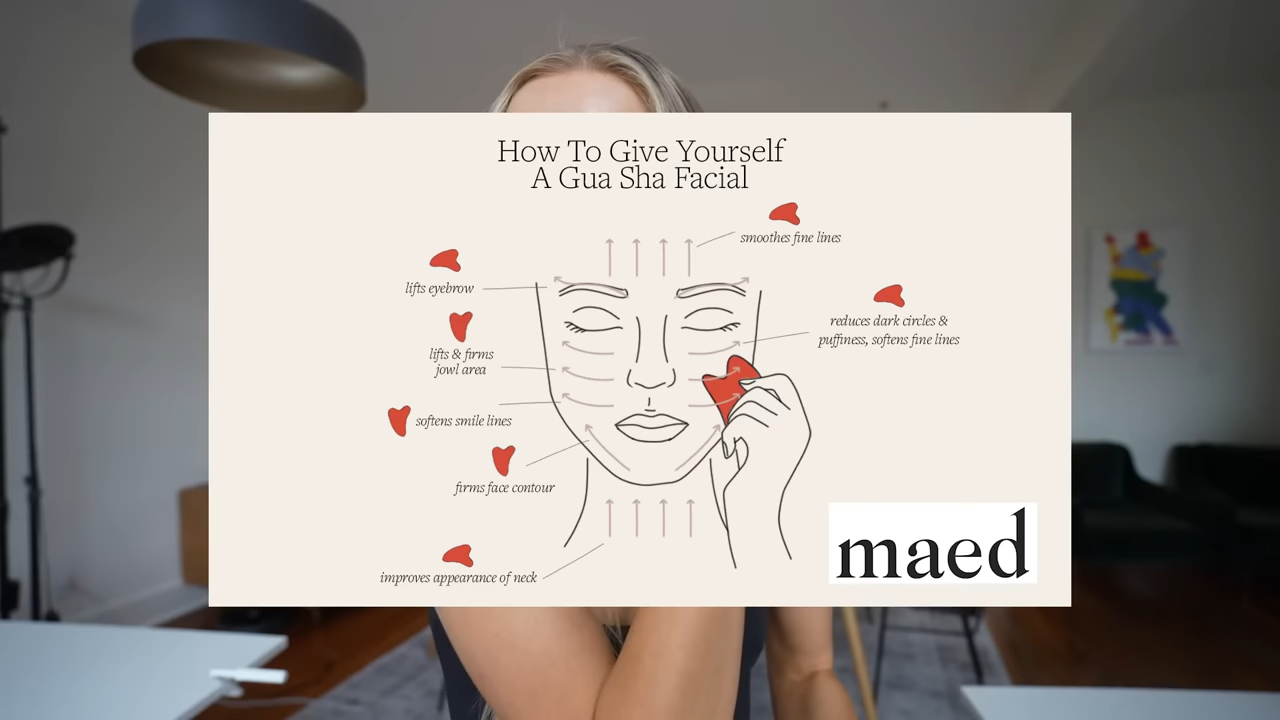 How To Give Yourself
A Gua Sha Facial
smoothes fine lines
lifts eyebrow
reduces dark circles &
puffiness, softens fine lines
lifts & firms
jowl area
softens smile lines
firms face contour
improves appearance of neck
maed